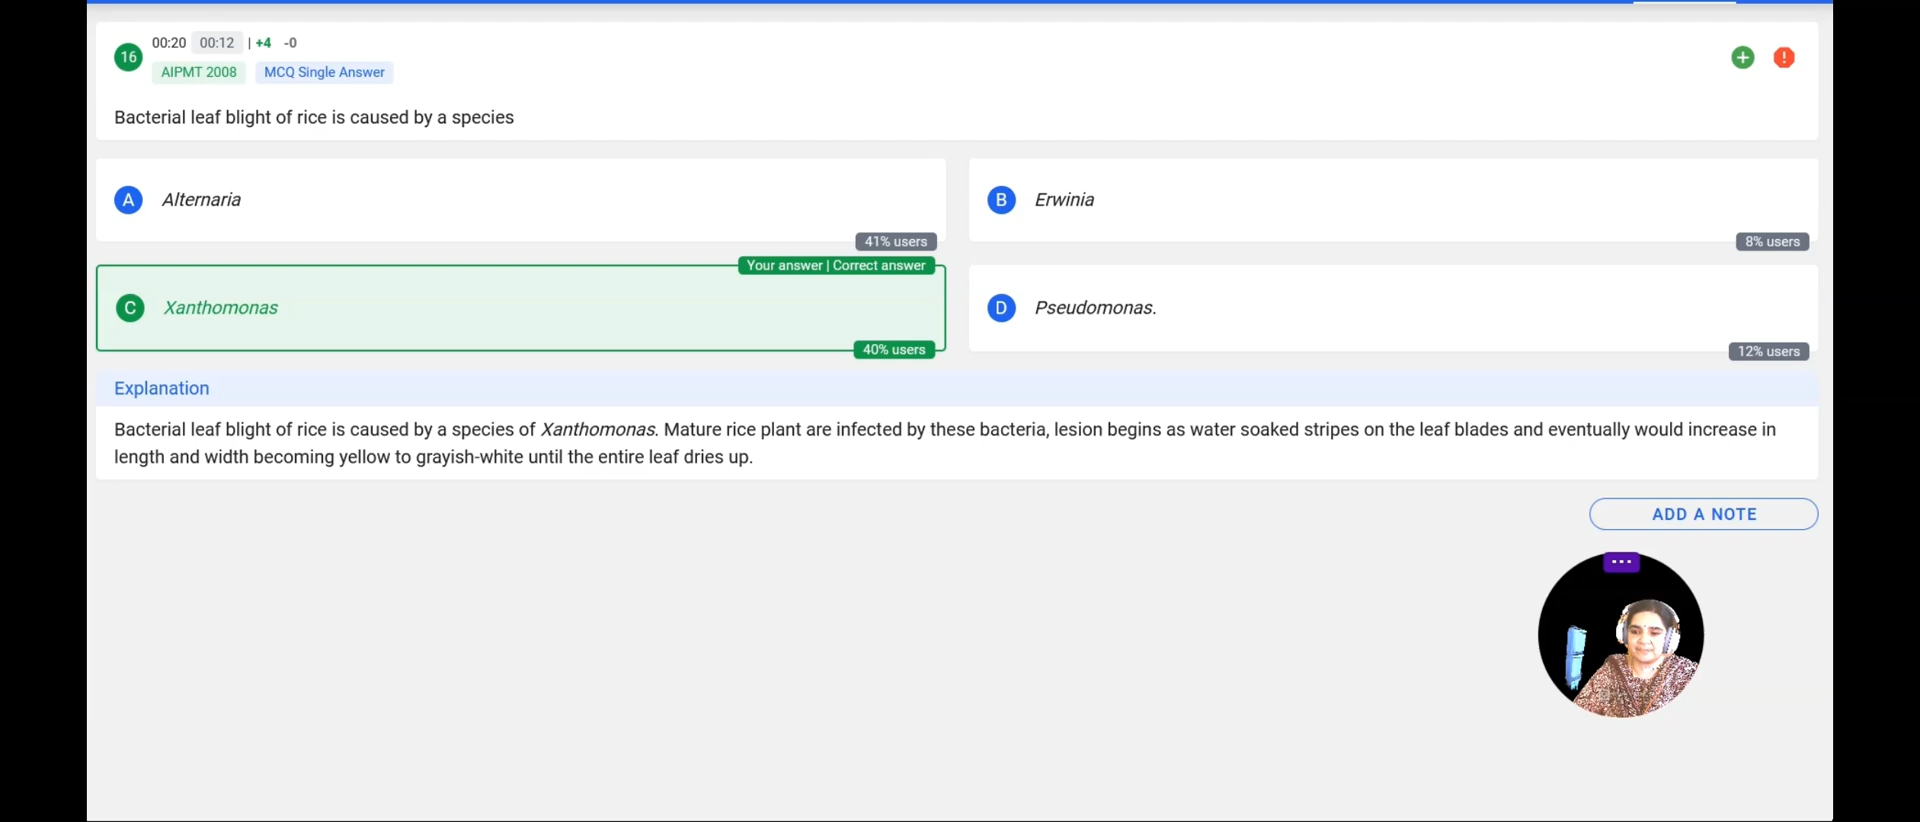 16
00:20 00:12 | +4 -0
AIPMT 2008 MCQ Single Answer
Bacterial leaf blight of rice is caused by a species
A Alternaria
41% users
B Erwinia
8% users
Your answer | Correct answer
C Xanthomonas
40% users
D Pseudomonas.
12% users
Explanation
Bacterial leaf blight of rice is caused by a species of Xanthomonas. Mature rice plant are infected by these bacteria, lesion begins as water soaked stripes on the leaf blades and eventually would increase in
length and width becoming yellow to grayish-white until the entire leaf dries up.
ADD A NOTE